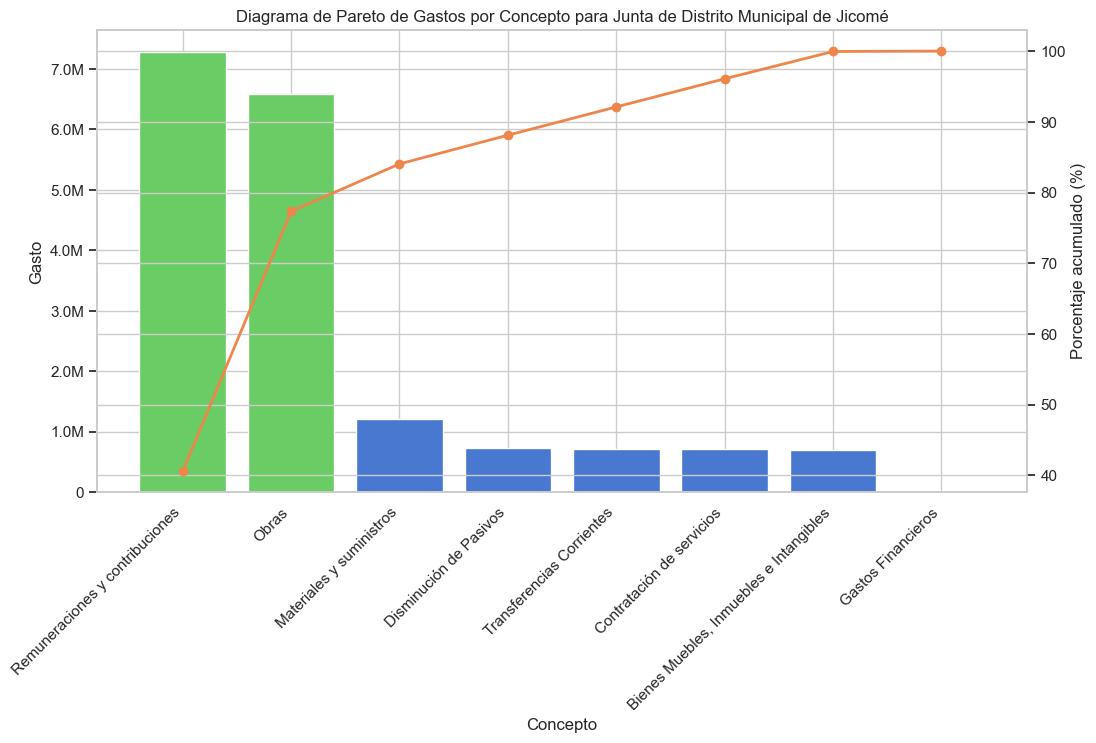 Diagrama de Pareto de Gastos por Concepto para Junta de Distrito Municipal de Jicomé
Gasto
7.0M
6.0M
5.0M
4.0M
3.0M
2.0M
1.0M
0
100
90
80
70
60
50
40
Porcentaje acumulado (%)
Remuneraciones y contribuciones
Obras
Materiales y suministros
Disminución de Pasivos
Transferencias Corrientes
Contratación de servicios
Bienes Muebles, Inmuebles e Intangibles
Gastos Financieros
Concepto